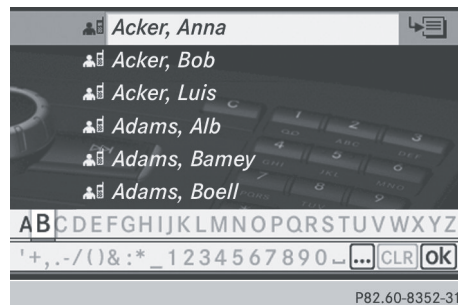 Acker, Anna
Acker, Bob
Acker, Luis
Adams, Alb
Adams, Bamey
Adams, Boell
ABCDEFGHIJKLMNOPQRSTUVWXYZ
'+,.-/()&:*_1234567890⎵...CLR ok
P82.60-8352-31